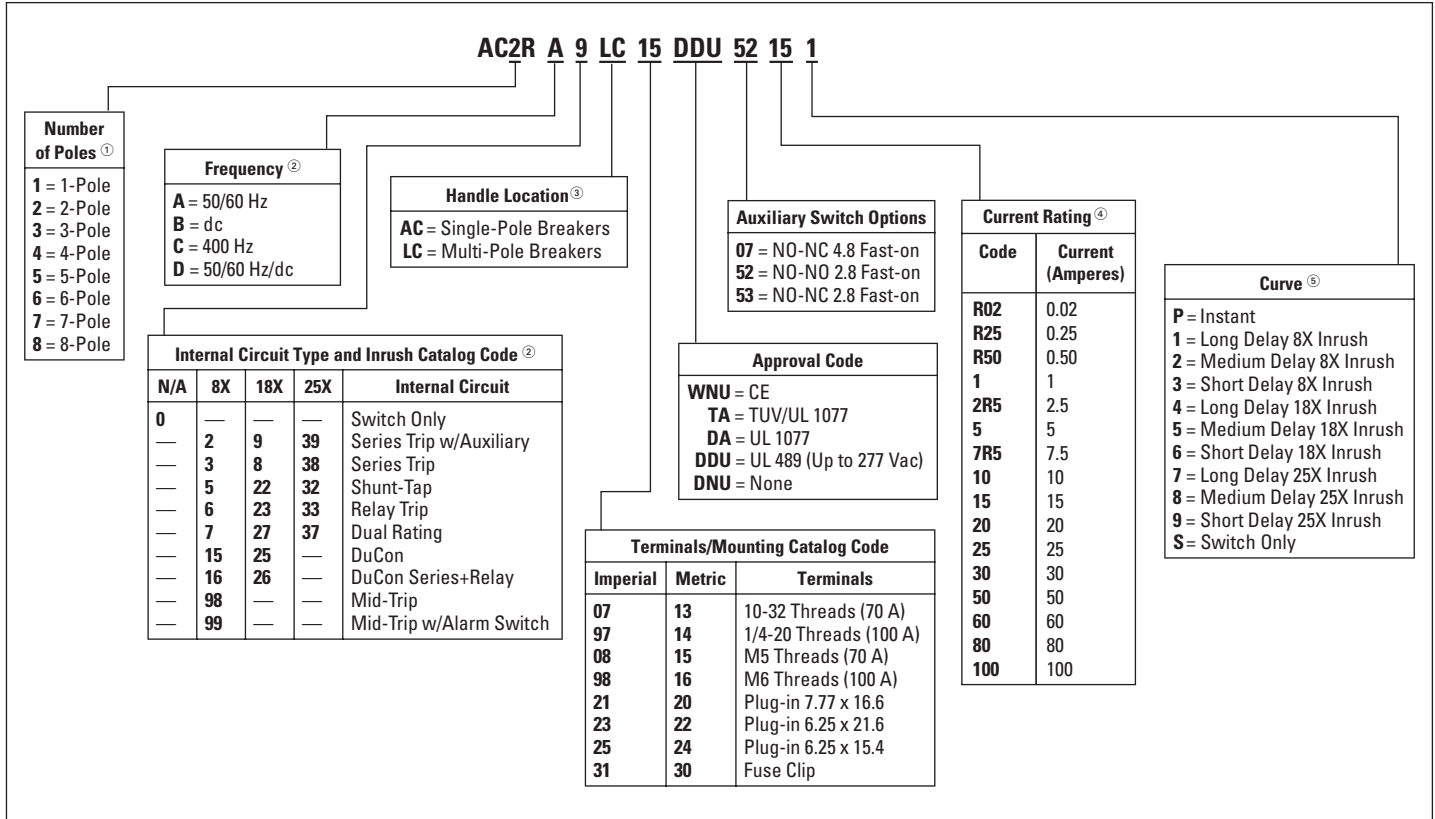 AC2R A 9 LC 15 DDU 52 15 1
Number
of Poles ①
1 = 1-Pole
2 = 2-Pole
3 = 3-Pole
4 = 4-Pole
5 = 5-Pole
6 = 6-Pole
7 = 7-Pole
8 = 8-Pole
Frequency ②
A = 50/60 Hz
B = dc
C = 400 Hz
D = 50/60 Hz/dc
Internal Circuit Type and Inrush Catalog Code ②
N/A 8X 18X 25X Internal Circuit
0 — — — Switch Only
— 2 9 39 Series Trip w/Auxiliary
— 3 8 38 Series Trip
— 5 22 32 Shunt-Tap
— 6 23 33 Relay Trip
— 7 27 37 Dual Rating
— 15 25 — DuCon
— 16 26 — DuCon Series+Relay
— 98 — — Mid-Trip
— 99 — — Mid-Trip w/Alarm Switch
Handle Location ③
AC = Single-Pole Breakers
LC = Multi-Pole Breakers
Terminals/Mounting Catalog Code
Imperial Metric Terminals
07 13 10-32 Threads (70 A)
97 14 1/4-20 Threads (100 A)
08 15 M5 Threads (70 A)
98 16 M6 Threads (100 A)
21 20 Plug-in 7.77 x 16.6
23 22 Plug-in 6.25 x 21.6
25 24 Plug-in 6.25 x 15.4
31 30 Fuse Clip
Approval Code
WNU = CE
TA = TUV/UL 1077
DA = UL 1077
DDU = UL 489 (Up to 277 Vac)
DNU = None
Auxiliary Switch Options
07 = NO-NC 4.8 Fast-on
52 = NO-NO 2.8 Fast-on
53 = NO-NC 2.8 Fast-on
Current Rating ④
Code Current
(Amperes)
R02 0.02
R25 0.25
R50 0.50
1 1
2R5 2.5
5 5
7R5 7.5
10 10
15 15
20 20
25 25
30 30
50 50
60 60
80 80
100 100
Curve ⑤
P = Instant
1 = Long Delay 8X Inrush
2 = Medium Delay 8X Inrush
3 = Short Delay 8X Inrush
4 = Long Delay 18X Inrush
5 = Medium Delay 18X Inrush
6 = Short Delay 18X Inrush
7 = Long Delay 25X Inrush
8 = Medium Delay 25X Inrush
9 = Short Delay 25X Inrush
S = Switch Only